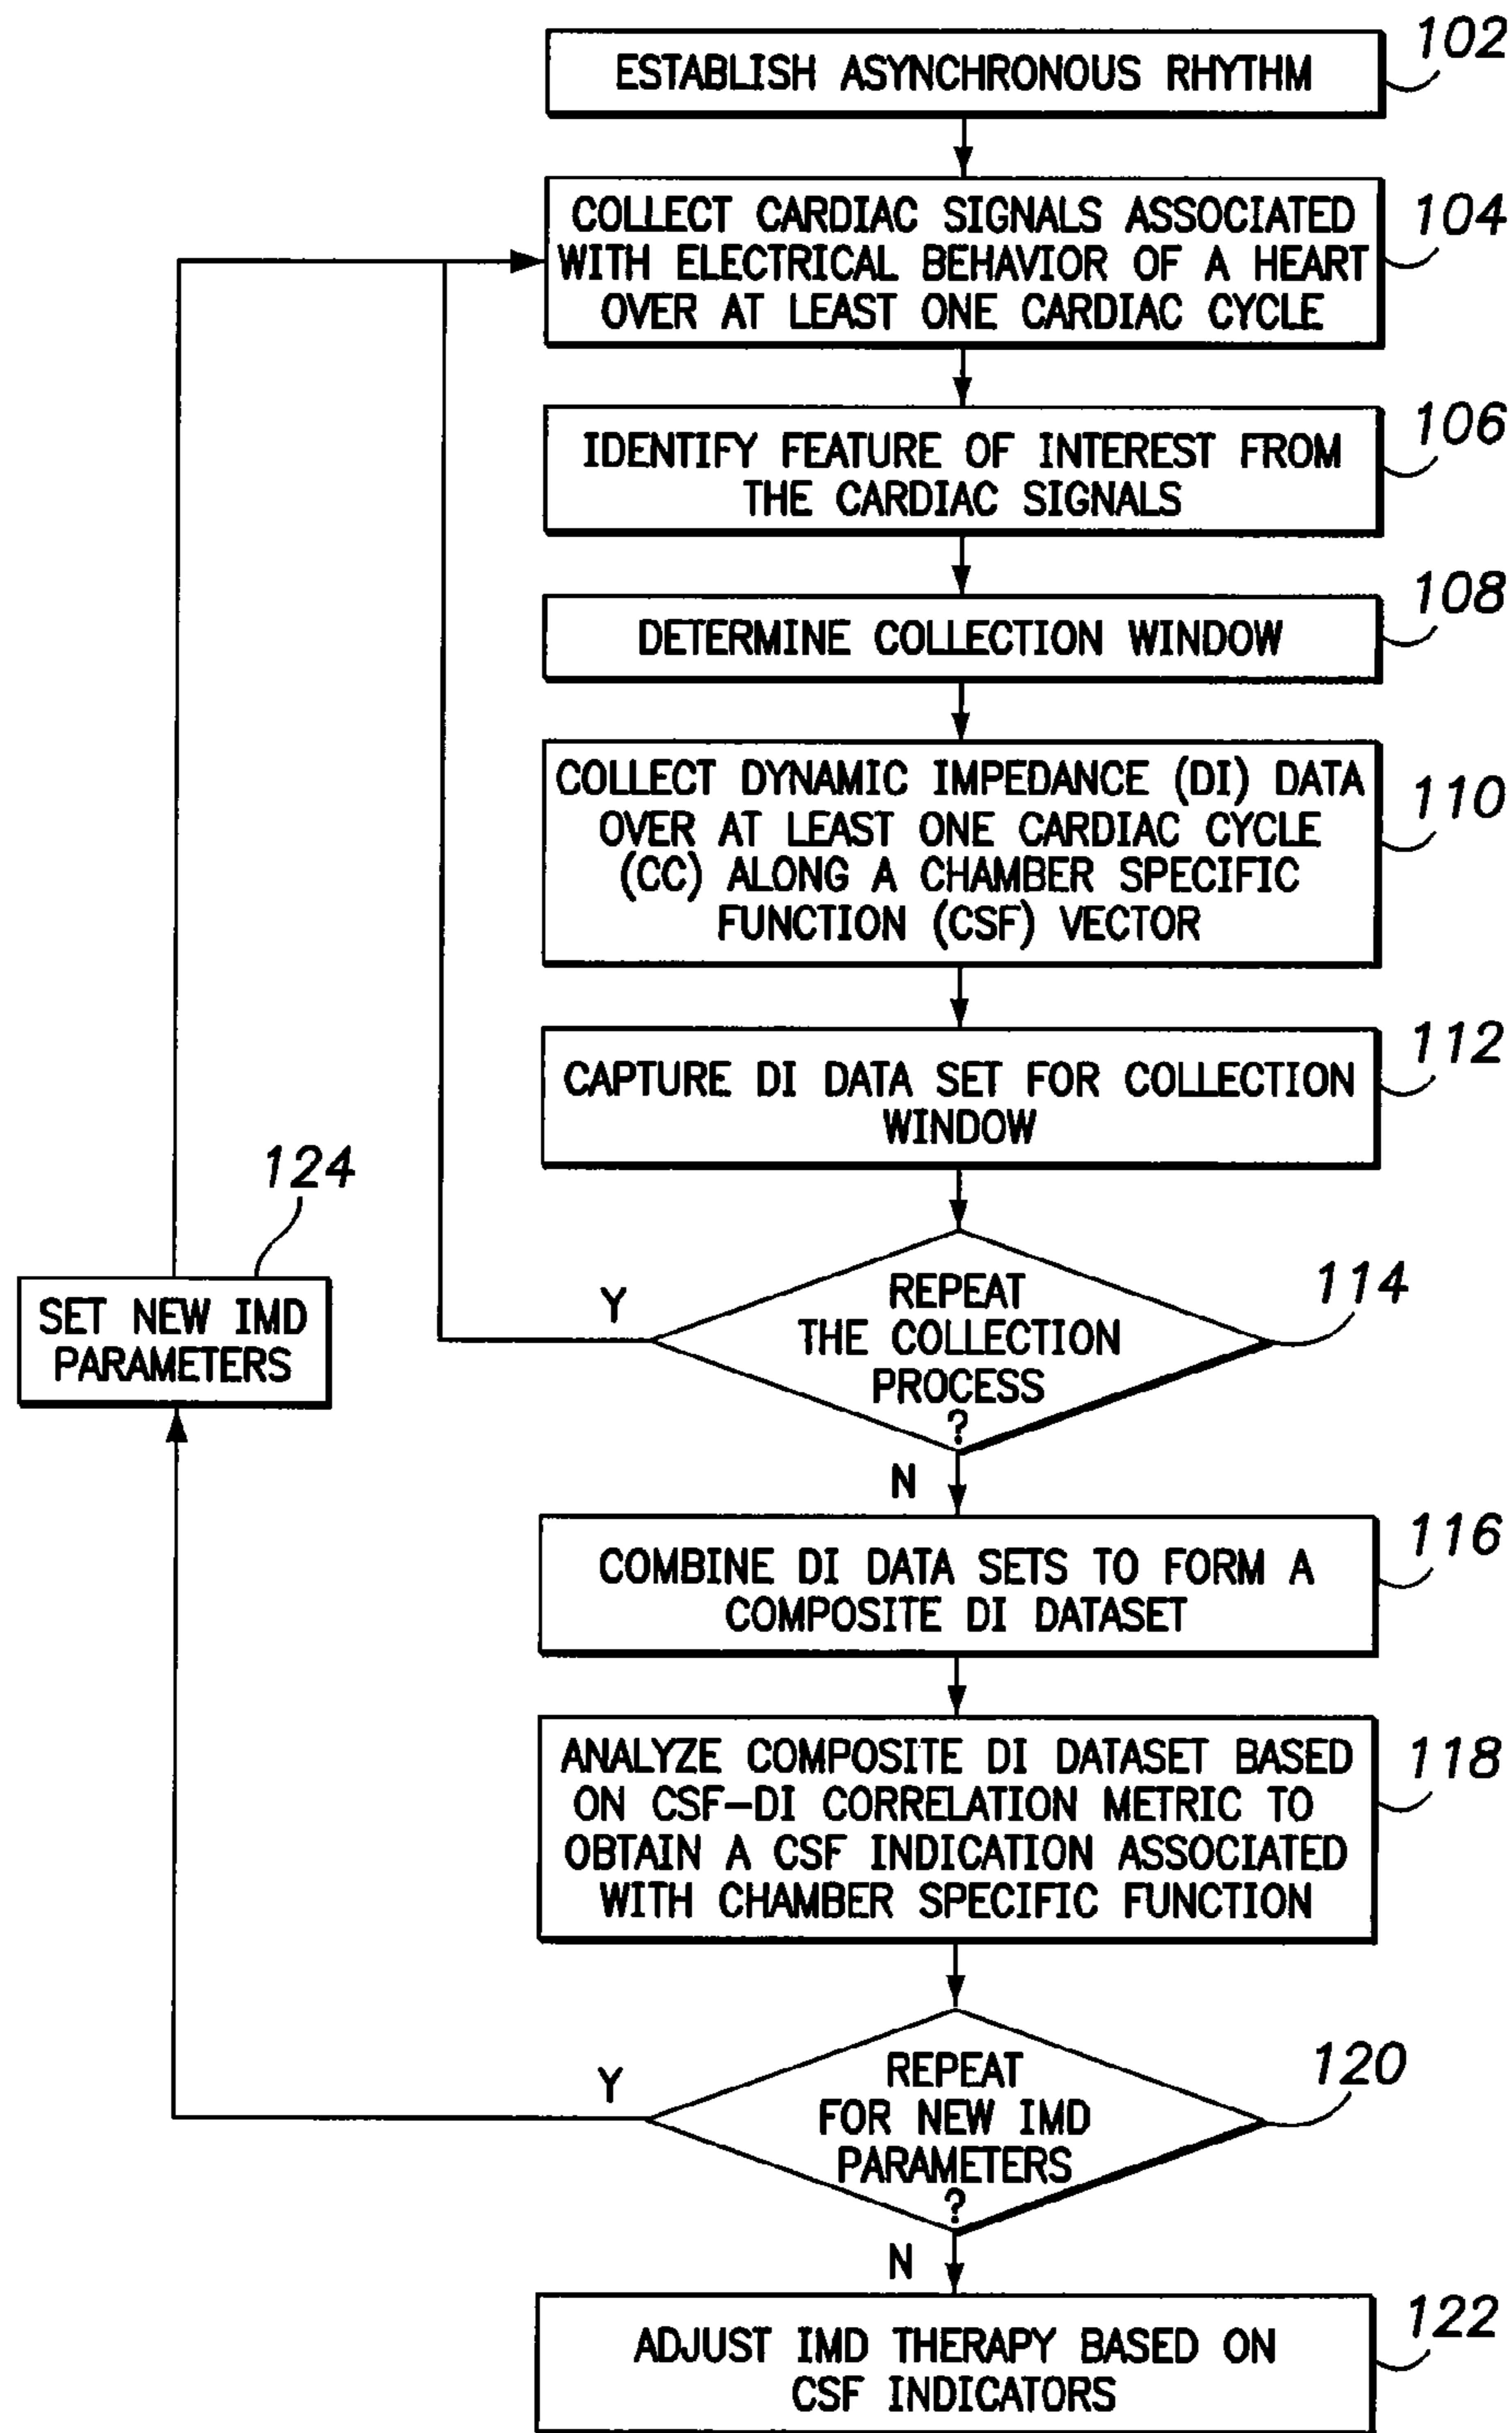 102
ESTABLISH ASYNCHRONOUS RHYTHM
104
COLLECT CARDIAC SIGNALS ASSOCIATED
WITH ELECTRICAL BEHAVIOR OF A HEART
OVER AT LEAST ONE CARDIAC CYCLE
106
IDENTIFY FEATURE OF INTEREST FROM
THE CARDIAC SIGNALS
108
DETERMINE COLLECTION WINDOW
110
COLLECT DYNAMIC IMPEDANCE (DI) DATA
OVER AT LEAST ONE CARDIAC CYCLE
(CC) ALONG A CHAMBER SPECIFIC
FUNCTION (CSF) VECTOR
112
CAPTURE DI DATA SET FOR COLLECTION
WINDOW
124
SET NEW IMD
PARAMETERS
114
Y
REPEAT
THE COLLECTION
PROCESS
?
N
116
COMBINE DI DATA SETS TO FORM A
COMPOSITE DI DATASET
118
ANALYZE COMPOSITE DI DATASET BASED
ON CSF-DI CORRELATION METRIC TO
OBTAIN A CSF INDICATION ASSOCIATED
WITH CHAMBER SPECIFIC FUNCTION
120
Y
REPEAT
FOR NEW IMD
PARAMETERS
?
N
122
ADJUST IMD THERAPY BASED ON
CSF INDICATORS